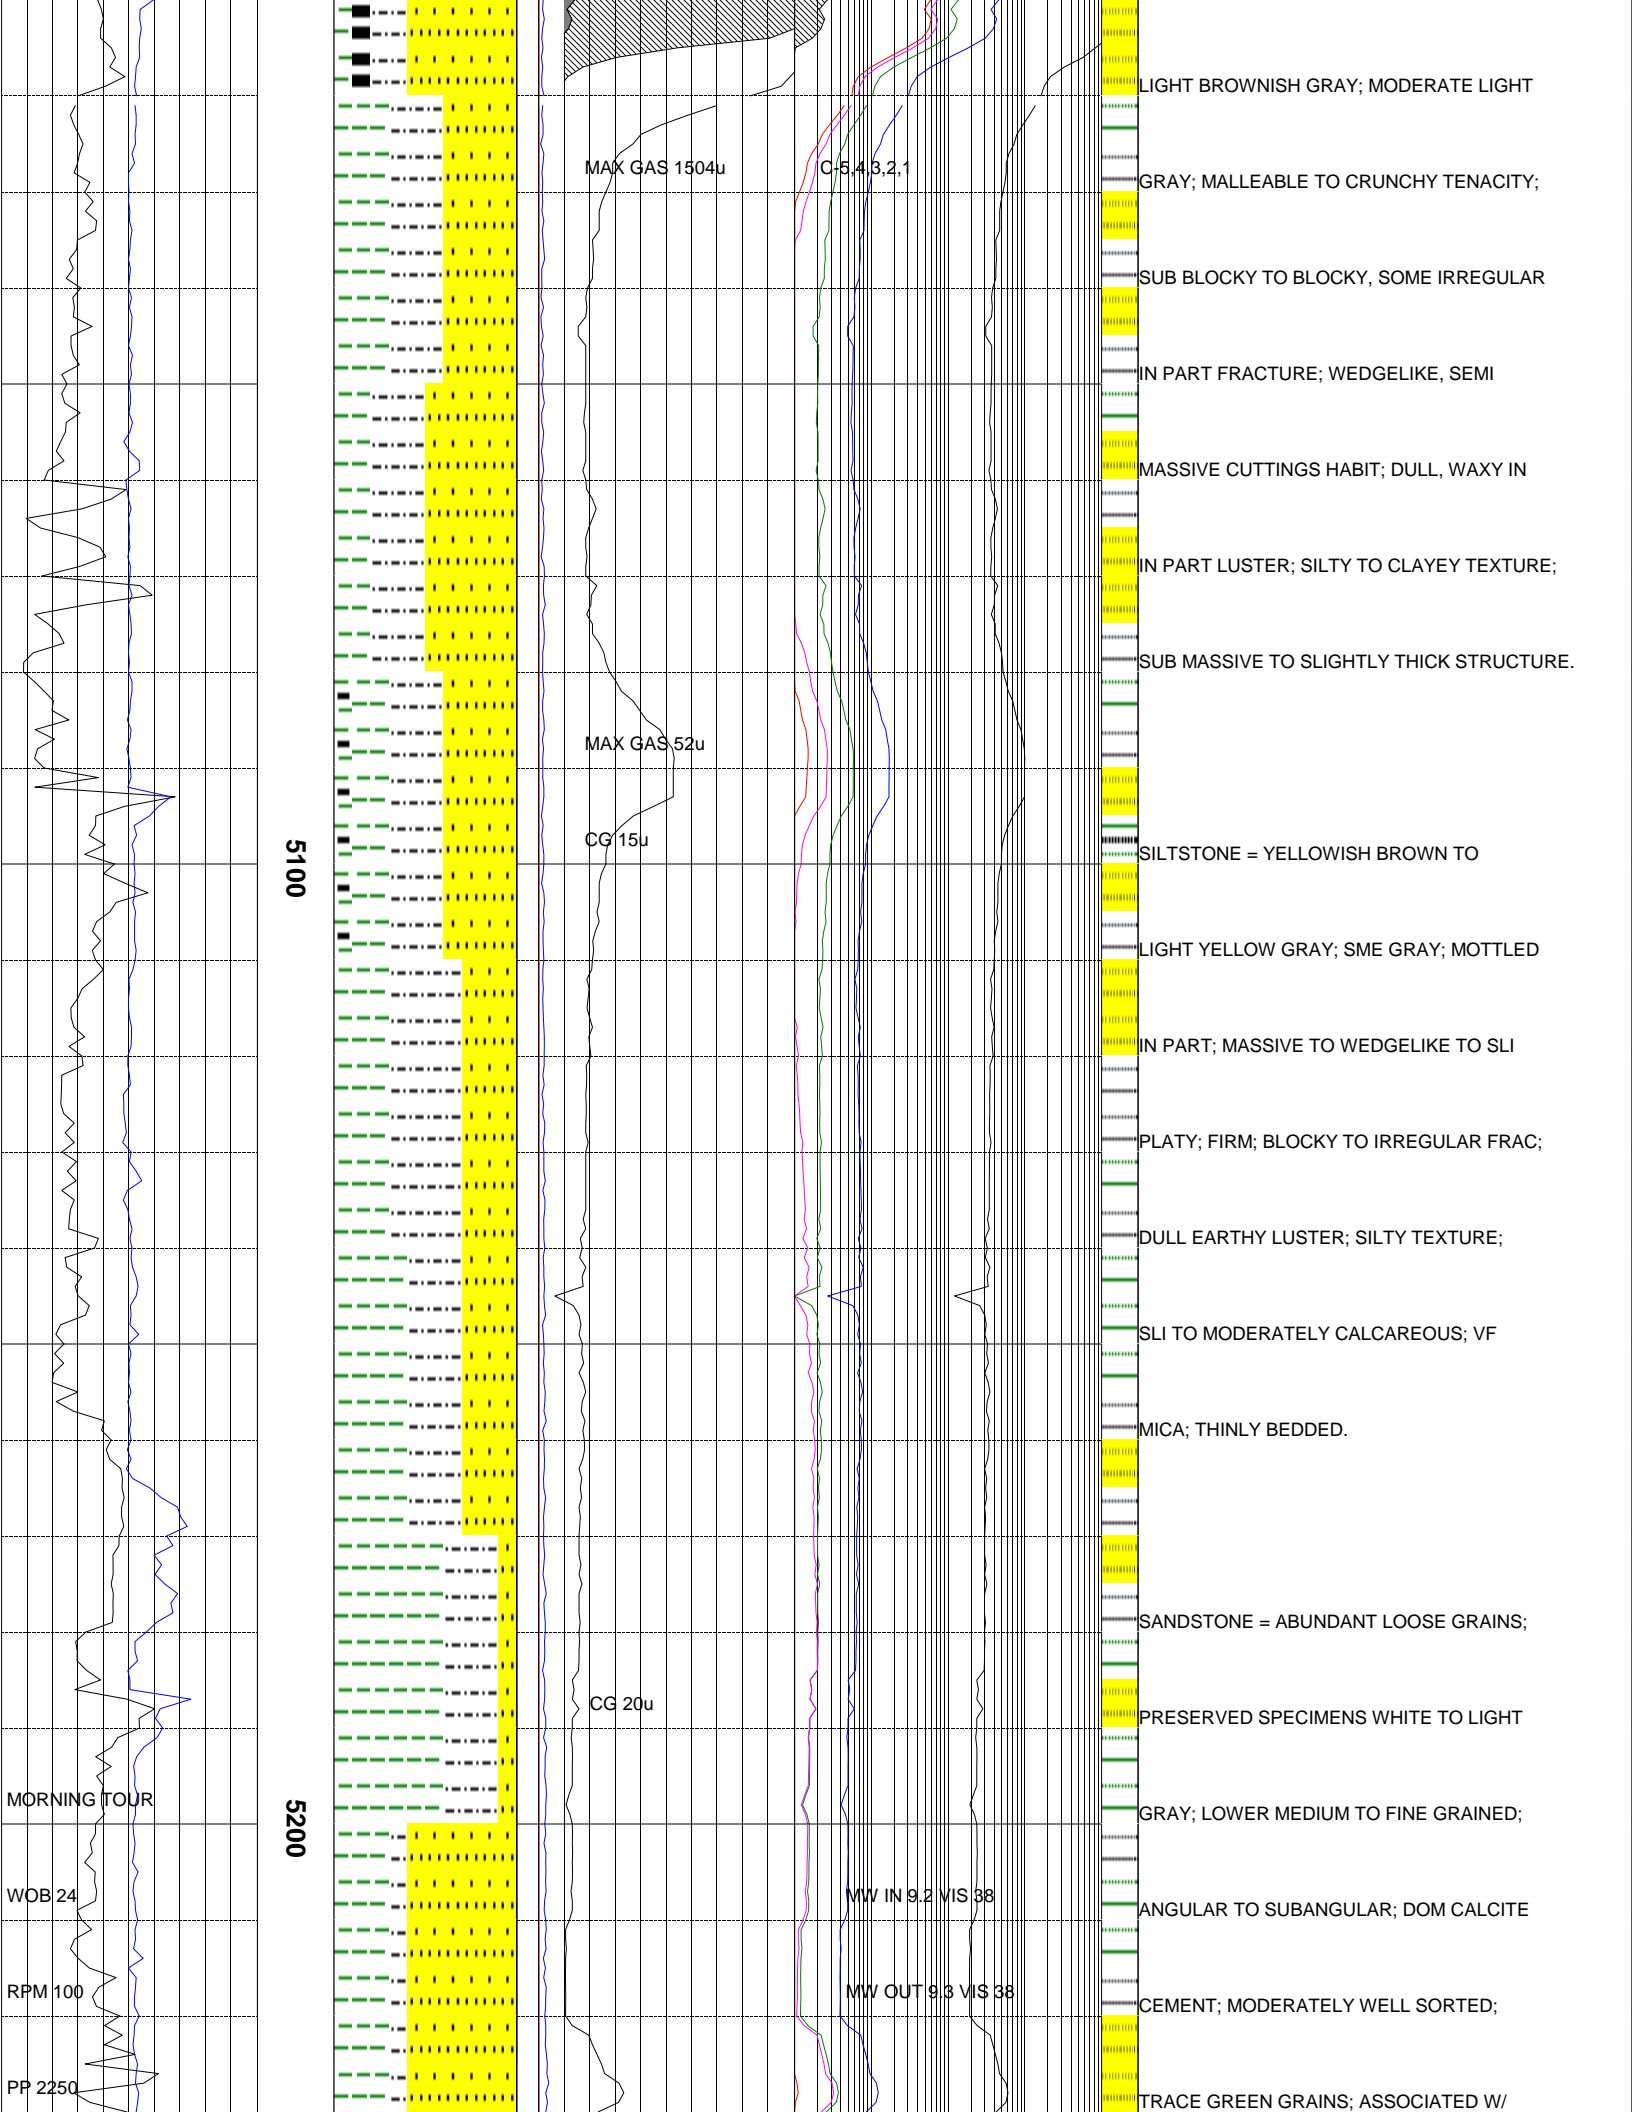 LIGHT BROWNISH GRAY; MODERATE LIGHT
MAX GAS 1504u
C-5,4,3,2,1
GRAY; MALLEABLE TO CRUNCHY TENACITY;
SUB BLOCKY TO BLOCKY, SOME IRREGULAR
IN PART FRACTURE; WEDGELIKE, SEMI
MASSIVE CUTTINGS HABIT; DULL, WAXY IN
IN PART LUSTER; SILTY TO CLAYEY TEXTURE;
SUB MASSIVE TO SLIGHTLY THICK STRUCTURE.
MAX GAS 52u
CG 15u
5100
SILTSTONE = YELLOWISH BROWN TO
LIGHT YELLOW GRAY; SME GRAY; MOTTLED
IN PART; MASSIVE TO WEDGELIKE TO SLI
PLATY; FIRM; BLOCKY TO IRREGULAR FRAC;
DULL EARTHY LUSTER; SILTY TEXTURE;
SLI TO MODERATELY CALCAREOUS; VF
MICA; THINLY BEDDED.
SANDSTONE = ABUNDANT LOOSE GRAINS;
CG 20u
PRESERVED SPECIMENS WHITE TO LIGHT
MORNING TOUR
5200
GRAY; LOWER MEDIUM TO FINE GRAINED;
WOB 24
MW IN 9.2 VIS 38
ANGULAR TO SUBANGULAR; DOM CALCITE
RPM 100
MW OUT 9.3 VIS 38
CEMENT; MODERATELY WELL SORTED;
PP 2250
TRACE GREEN GRAINS; ASSOCIATED W/